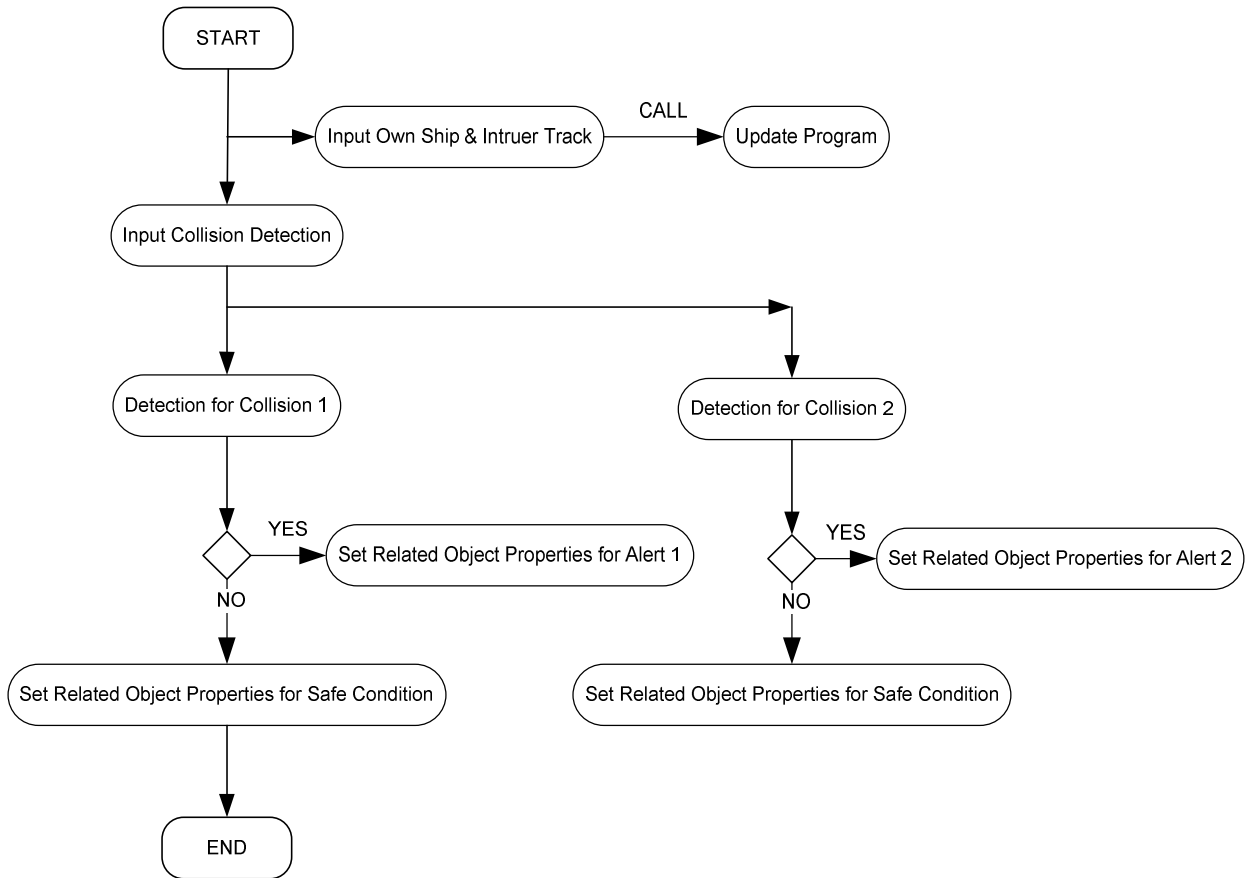 START
CALL
Input Own Ship & Intruer Track
Update Program
Input Collision Detection
Detection for Collision 1
Detection for Collision 2
YES
Set Related Object Properties for Alert 1
YES
Set Related Object Properties for Alert 2
NO
NO
Set Related Object Properties for Safe Condition
Set Related Object Properties for Safe Condition
END